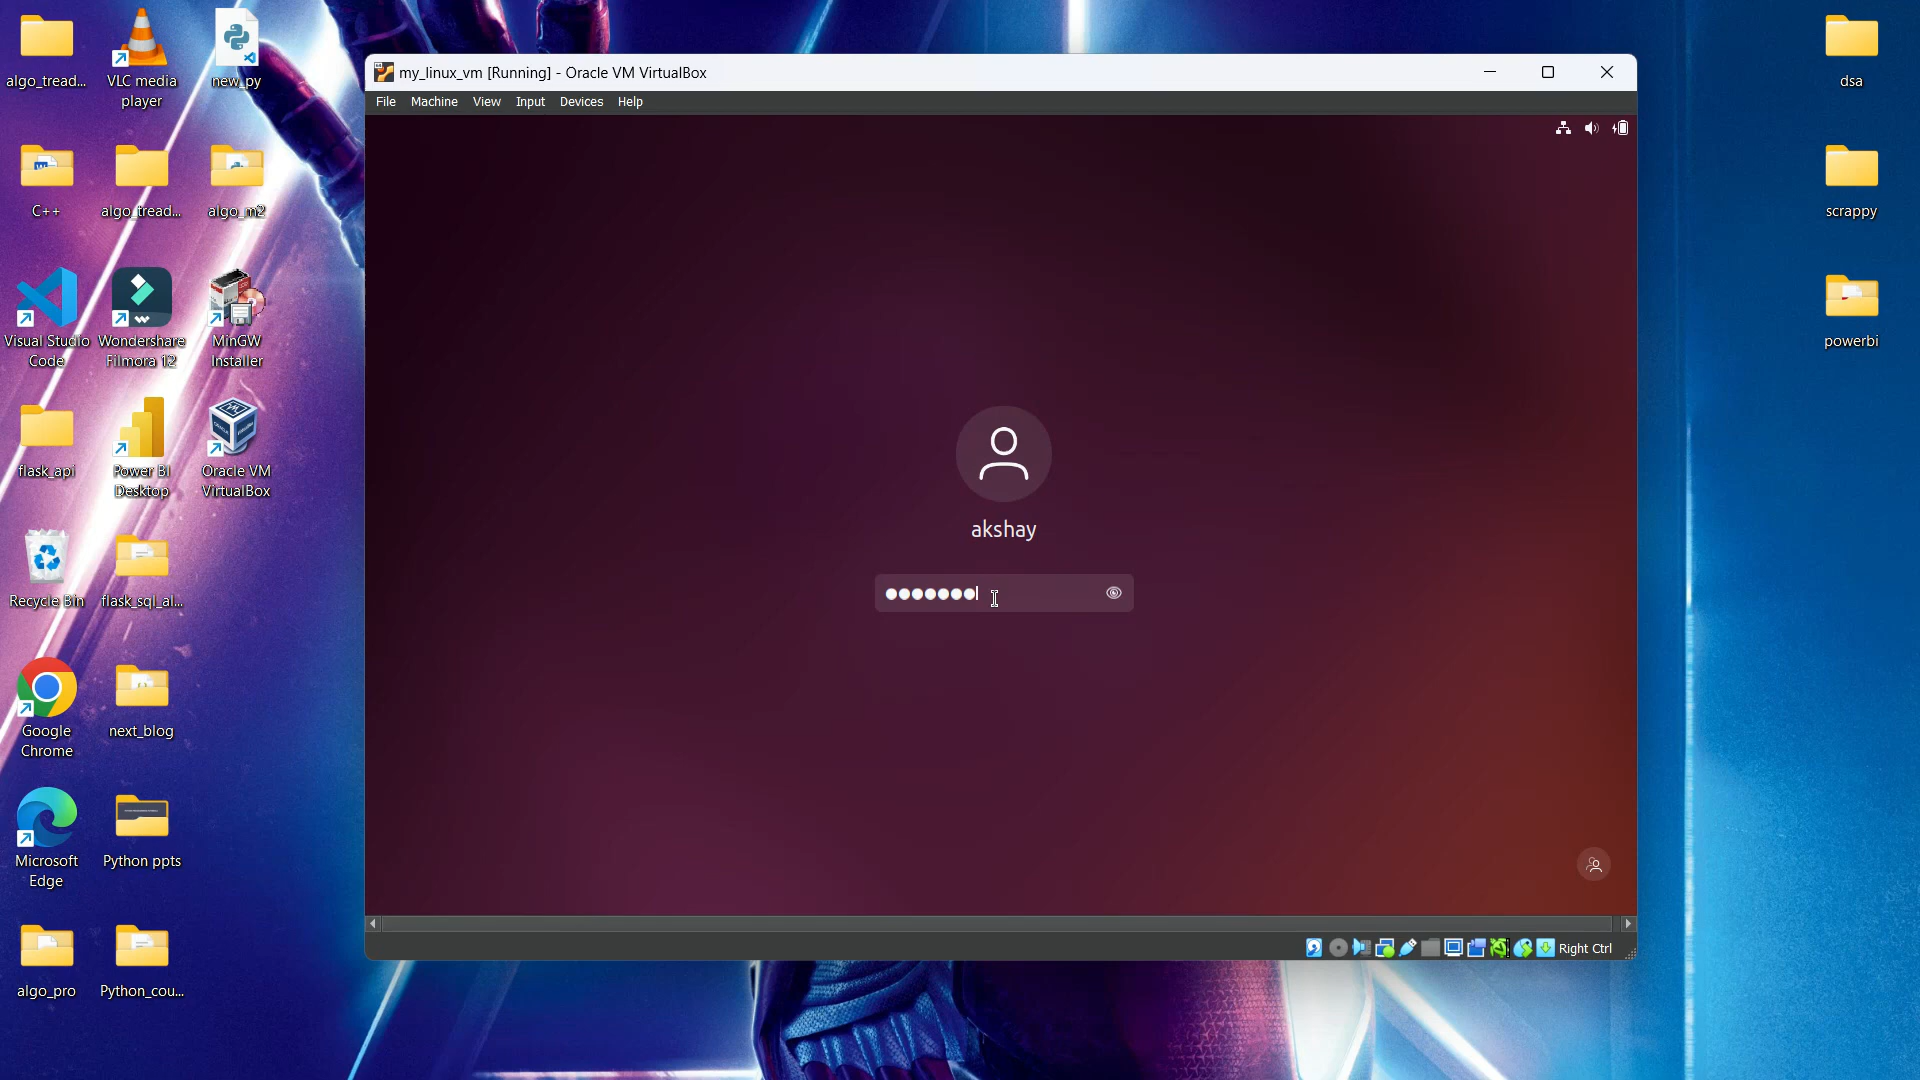 algo_tread...
VLC media
player
new_py
C++
algo_tread...
algo_m2
Visual Studio
Code
Wondershare
Filmora 12
MinGW
Installer
flask_api
Power BI
Desktop
Oracle VM
VirtualBox
Recycle Bin
flask_sql_al...
Google
Chrome
next_blog
Microsoft
Edge
Python ppts
algo_pro
Python_cou...
my_linux_vm [Running] - Oracle VM VirtualBox
File Machine View Input Devices Help
akshay
Right Ctrl
dsa
scrappy
powerbi